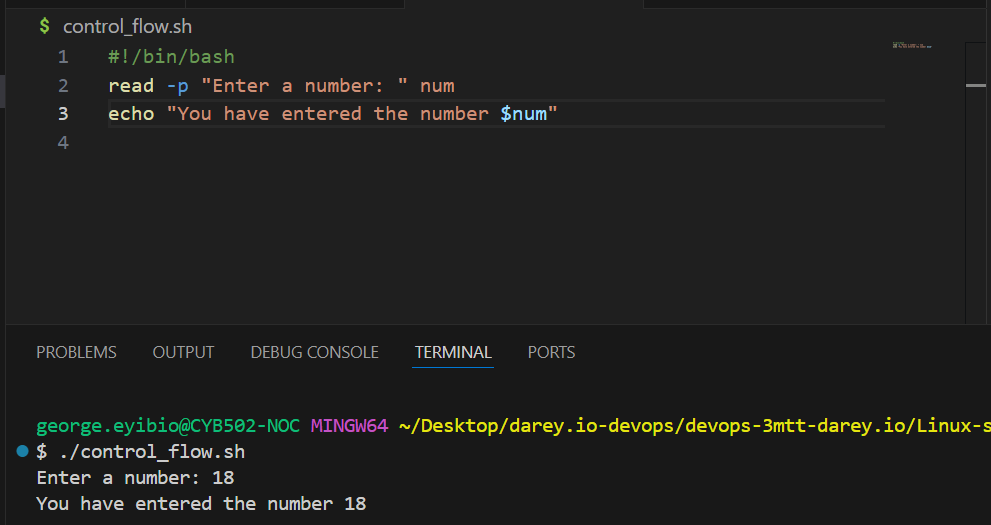 $ control_flow.sh
1 #!/bin/bash
2 read -p "Enter a number: " num
3 echo "You have entered the number $num"
4
PROBLEMS OUTPUT DEBUG CONSOLE TERMINAL PORTS
george.eyibio@CYB502-NOC MINGW64 ~/Desktop/darey.io-devops/devops-3mtt-darey.io/Linux-s
$ ./control_flow.sh
Enter a number: 18
You have entered the number 18